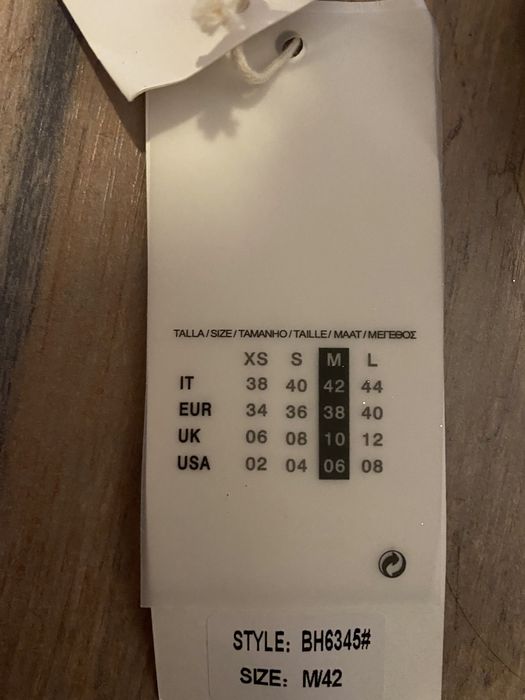 TALLA / SIZE / TAMANHO / TAILLE / MAAT / ΜΕΓΕΘΟΣ
XS S M L
IT 38 40 42 44
EUR 34 36 38 40
UK 06 08 10 12
USA 02 04 06 08
STYLE: BH6345#
SIZE: M/42